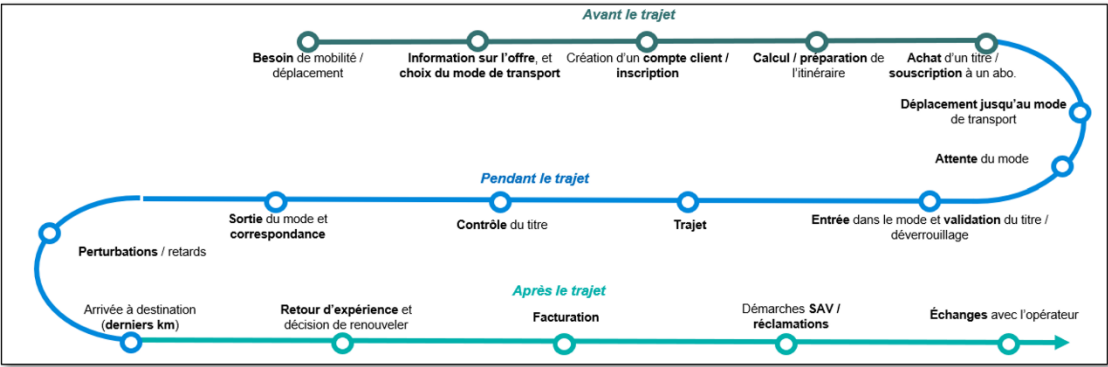 Avant le trajet
Besoin de mobilité /
déplacement
Information sur l'offre, et
choix du mode de transport
Création d'un compte client /
inscription
Calcul / préparation de
l'itinéraire
Achat d'un titre /
souscription à un abo.
Déplacement jusqu'au mode
de transport
Attente du mode
Pendant le trajet
Entrée dans le mode et validation du titre /
déverrouillage
Trajet
Contrôle du titre
Sortie du mode et
correspondance
Perturbations / retards
Après le trajet
Arrivée à destination
(derniers km)
Retour d'expérience et
décision de renouveler
Facturation
Démarches SAV /
réclamations
Échanges avec l'opérateur